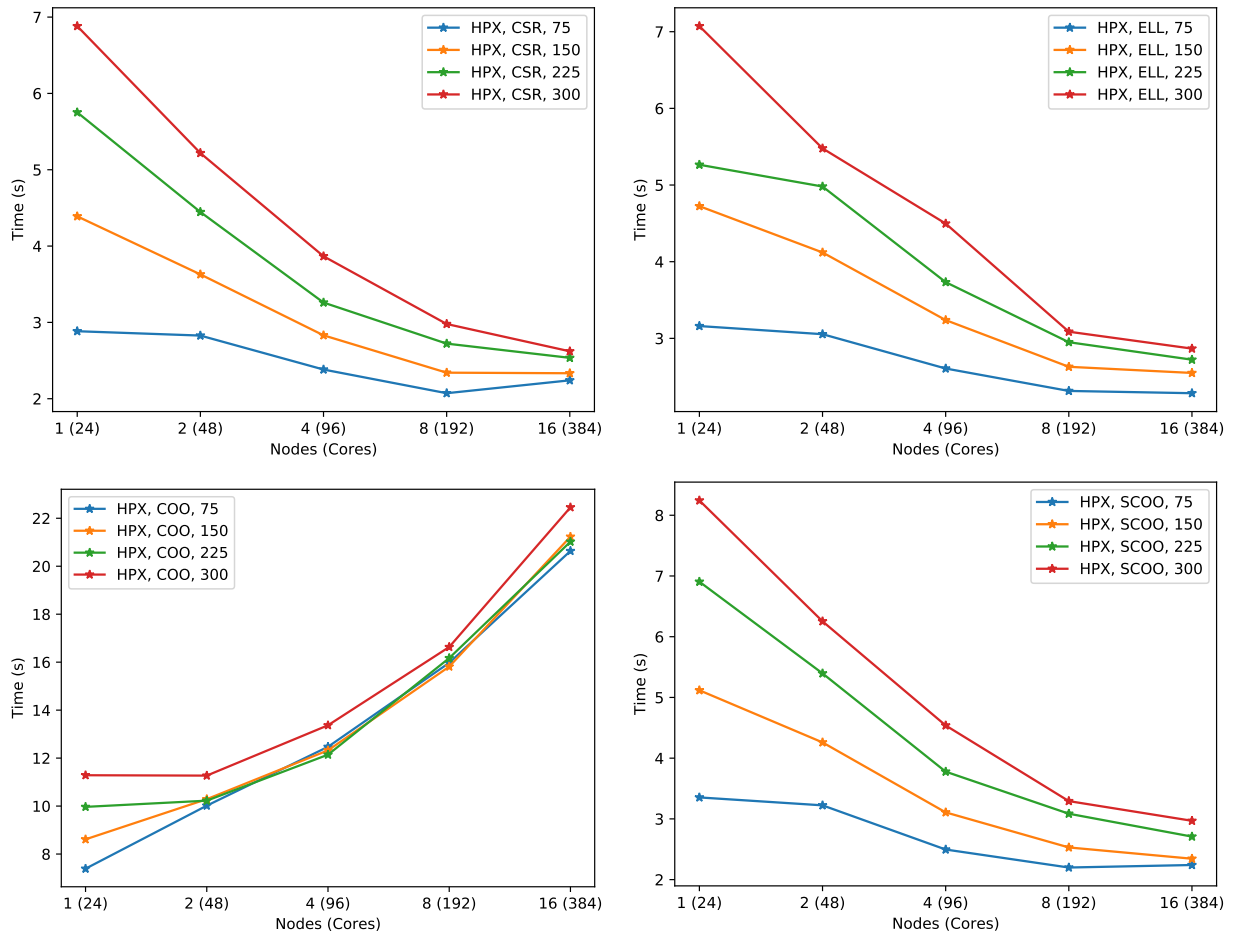 HPX, CSR, 75
HPX, CSR, 150
HPX, CSR, 225
HPX, CSR, 300
7
6
5
4
3
2
Time (s)
1 (24) 2 (48) 4 (96) 8 (192) 16 (384)
Nodes (Cores)
HPX, ELL, 75
HPX, ELL, 150
HPX, ELL, 225
HPX, ELL, 300
7
6
5
4
3
Time (s)
1 (24) 2 (48) 4 (96) 8 (192) 16 (384)
Nodes (Cores)
HPX, COO, 75
HPX, COO, 150
HPX, COO, 225
HPX, COO, 300
22
20
18
16
14
12
10
8
Time (s)
1 (24) 2 (48) 4 (96) 8 (192) 16 (384)
Nodes (Cores)
HPX, SCOO, 75
HPX, SCOO, 150
HPX, SCOO, 225
HPX, SCOO, 300
8
7
6
5
4
3
2
Time (s)
1 (24) 2 (48) 4 (96) 8 (192) 16 (384)
Nodes (Cores)